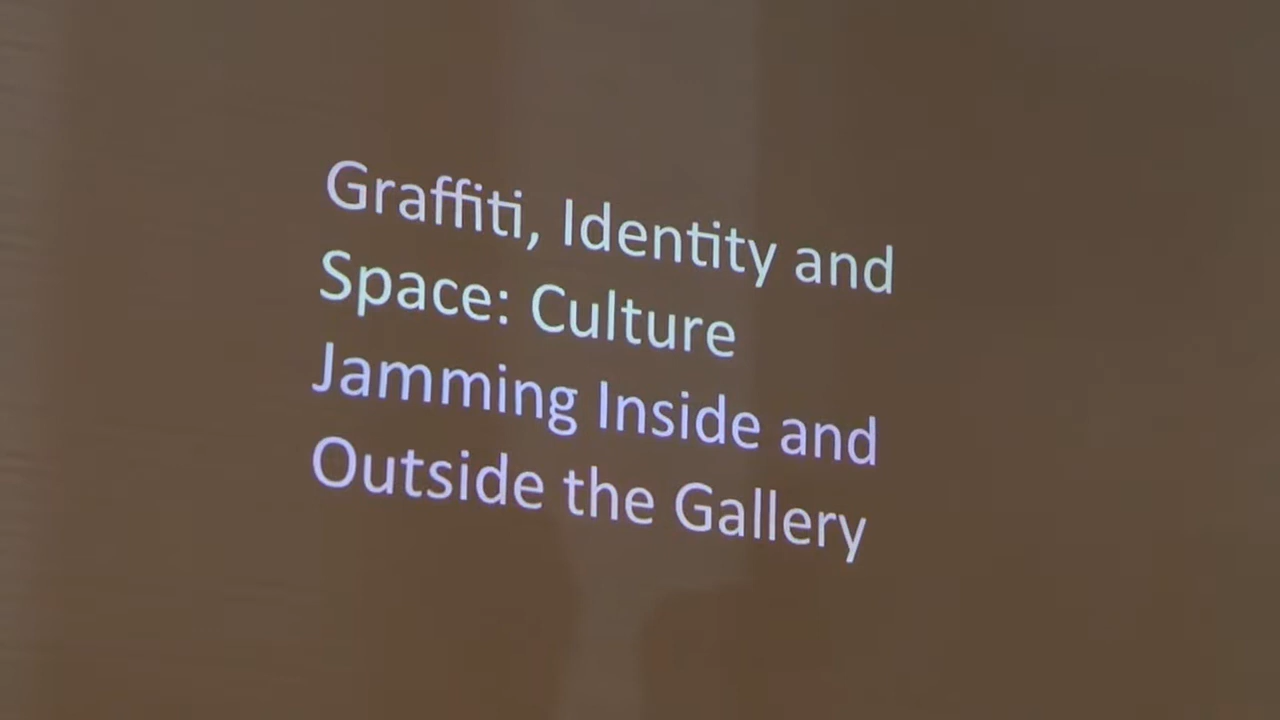 Graffiti, Identity and
Space: Culture
Jamming Inside and
Outside the Gallery